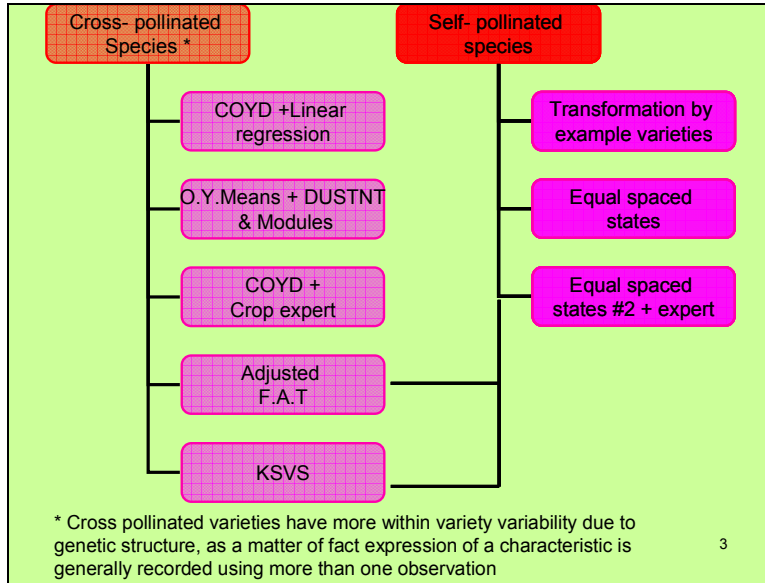 Cross- pollinated
Species *
Self- pollinated
species
COYD +Linear
regression
Transformation by
example varieties
O.Y.Means + DUSTNT
& Modules
Equal spaced
states
COYD +
Crop expert
Equal spaced
states #2 + expert
Adjusted
F.A.T
KSVS
* Cross pollinated varieties have more within variety variability due to
genetic structure, as a matter of fact expression of a characteristic is
generally recorded using more than one observation
3